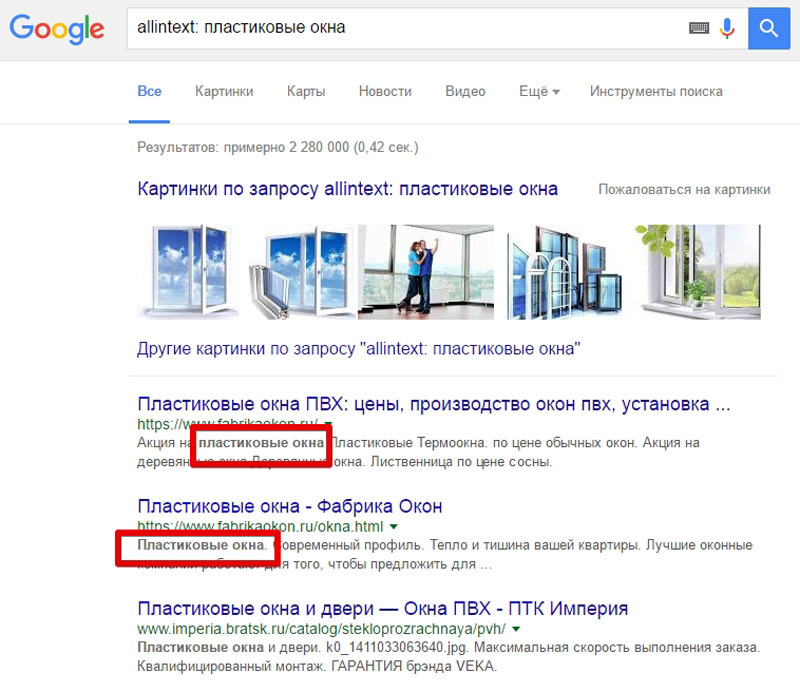 Google
allintext: пластиковые окна
Все Картинки Карты Новости Видео Ещё Инструменты поиска
Результатов: примерно 2 280 000 (0,42 сек.)
Картинки по запросу allintext: пластиковые окна Пожаловаться на картинки
Другие картинки по запросу "allintext: пластиковые окна"
Пластиковые окна ПВХ: цены, производство окон пвх, установка ...
https://www.fabrikaokon.ru/
Акция на пластиковые окна Пластиковые Термоокна. по цене обычных окон. Акция на
деревянные окна Деревянные окна. Лиственница по цене сосны.
Пластиковые окна - Фабрика Окон
https://www.fabrikaokon.ru/okna.html
Пластиковые окна. Современный профиль. Тепло и тишина вашей квартиры. Лучшие оконные
компании работают для того, чтобы предложить для ...
Пластиковые окна и двери — Окна ПВХ - ПТК Империя
www.imperia.bratsk.ru/catalog/stekloprozrachnaya/pvh/
Пластиковые окна и двери. k0_1411033063640.jpg. Максимальная скорость выполнения заказа.
Квалифицированный монтаж. ГАРАНТИЯ брэнда VEKA.